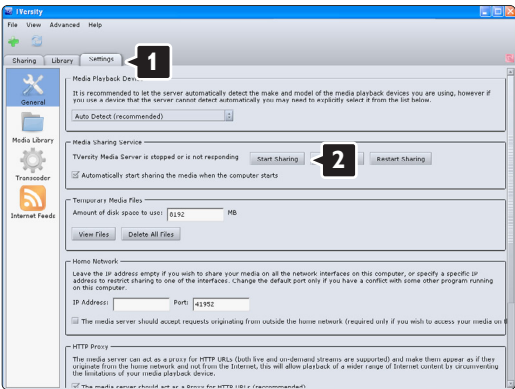 TVersity
File View Advanced Help
Sharing Library Settings
1
General
Media Library
Transcoder
Internet Feeds
Media Playback Device
It is recommended to let the server automatically detect the make and model of the media playback devices you are using, however if
you use a device that the server cannot detect automatically you may need to explicitly select it from the list below.
Auto Detect (recommended)
Media Sharing Service
TVersity Media Server is stopped or is not responding Start Sharing 2 Restart Sharing
Automatically start sharing the media when the computer starts
Temporary Media Files
Amount of disk space to use: 8192 MB
View Files Delete All Files
Home Network
Leave the IP address empty if you wish to share your media on all the network interfaces on this computer, or specify a specific IP
address to restrict sharing to one of the interfaces. Change the default port only if you have a conflict with some other program running
on this computer.
IP Address: Port: 41952
The media server should accept requests originating from outside the home network (required only if you wish to access your media on t
HTTP Proxy
The media server can act as a proxy for HTTP URLs (both live and on-demand streams are supported) and make them appear as if they
originate from the home network and not from the Internet, this will allow playback of a wider range of Internet content by circumventing
the limitations of your media playback device.
The media server should act as a Proxy for HTTP URLs (recommended)